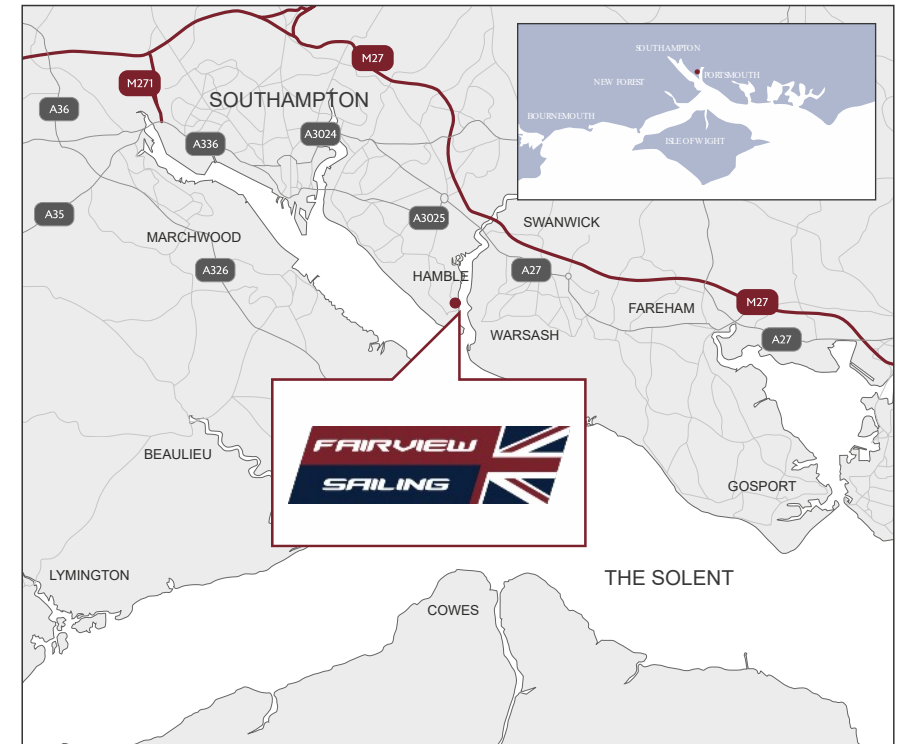 M27
SOUTHAMPTON
PORTSMOUTH
NEW FOREST
BOURNEMOUTH
ISLE OF WIGHT
M271
SOUTHAMPTON
A36
A3024
A336
A35
A3025
SWANWICK
MARCHWOOD
A326
HAMBLE
A27
M27
FAREHAM
WARSASH
A27
FAIRVIEW
SAILING
BEAULIEU
GOSPORT
LYMINGTON
THE SOLENT
COWES